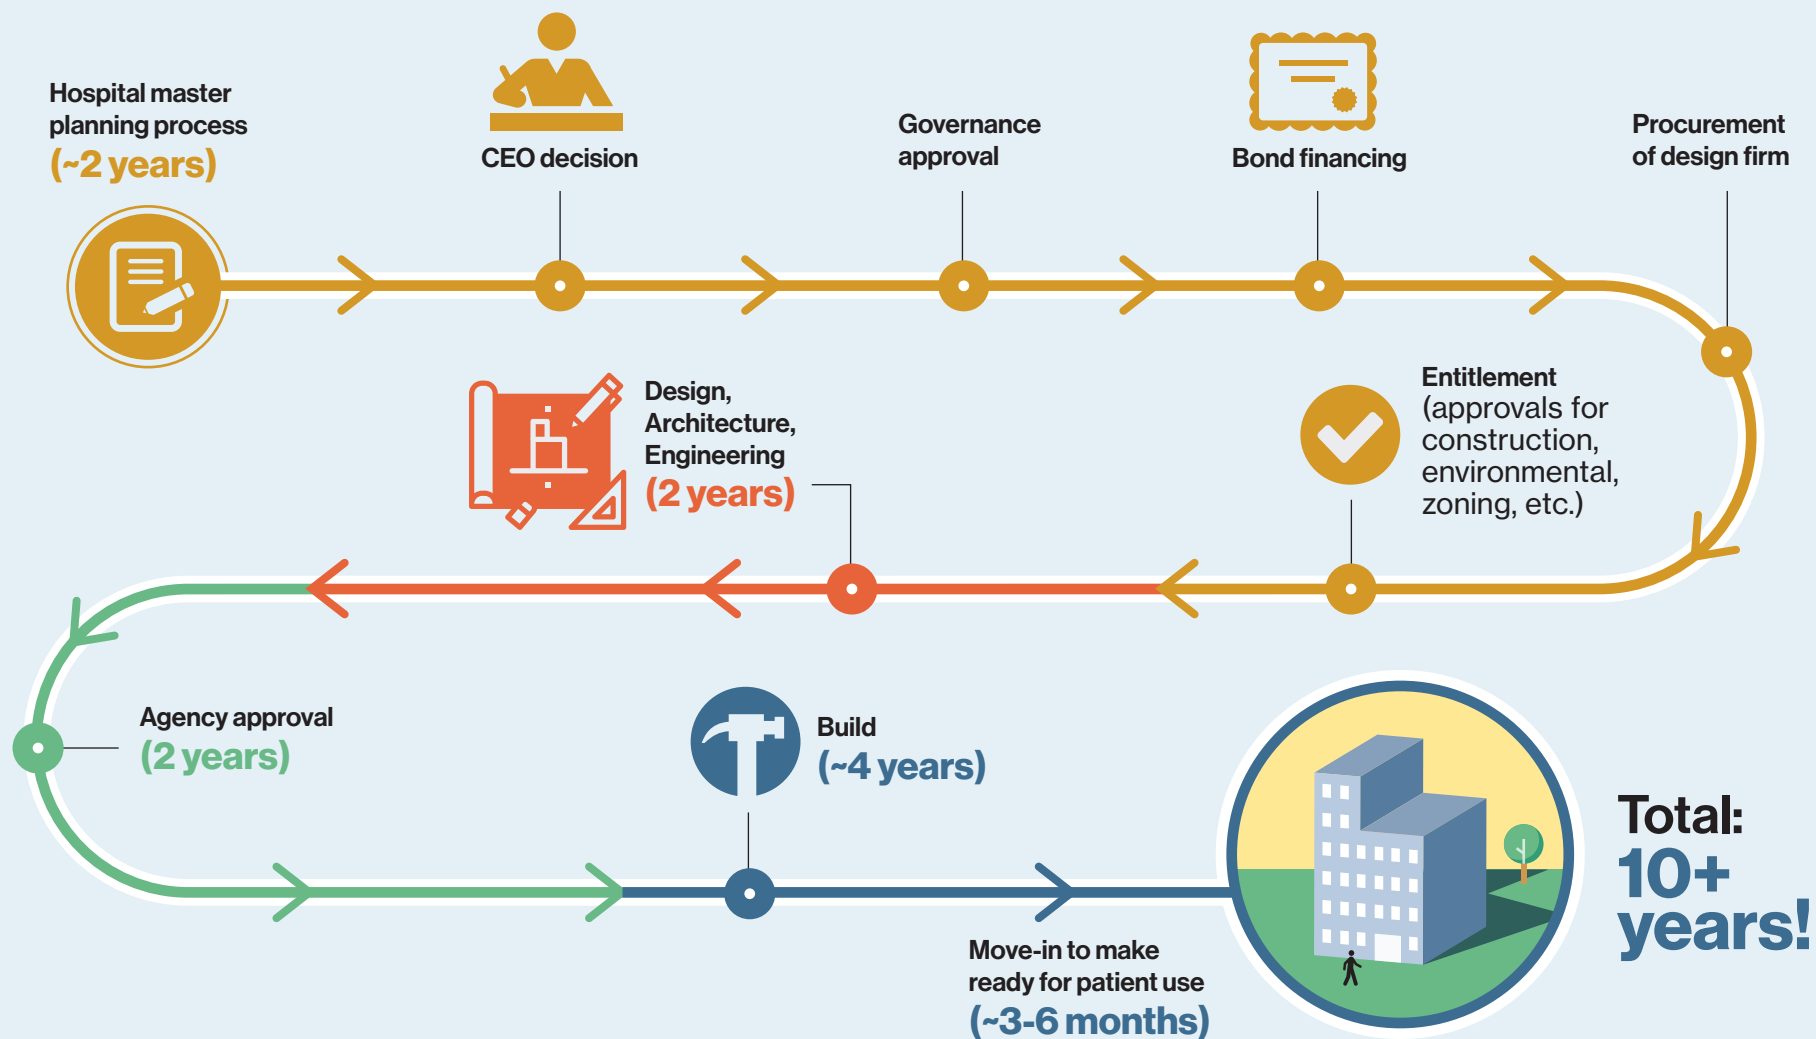 Hospital master
planning process
(~2 years)
CEO decision
Governance
approval
Bond financing
Procurement
of design firm
Entitlement
(approvals for
construction,
environmental,
zoning, etc.)
Design,
Architecture,
Engineering
(2 years)
Agency approval
(2 years)
Build
(~4 years)
Move-in to make
ready for patient use
(~3-6 months)
Total:
10+
years!